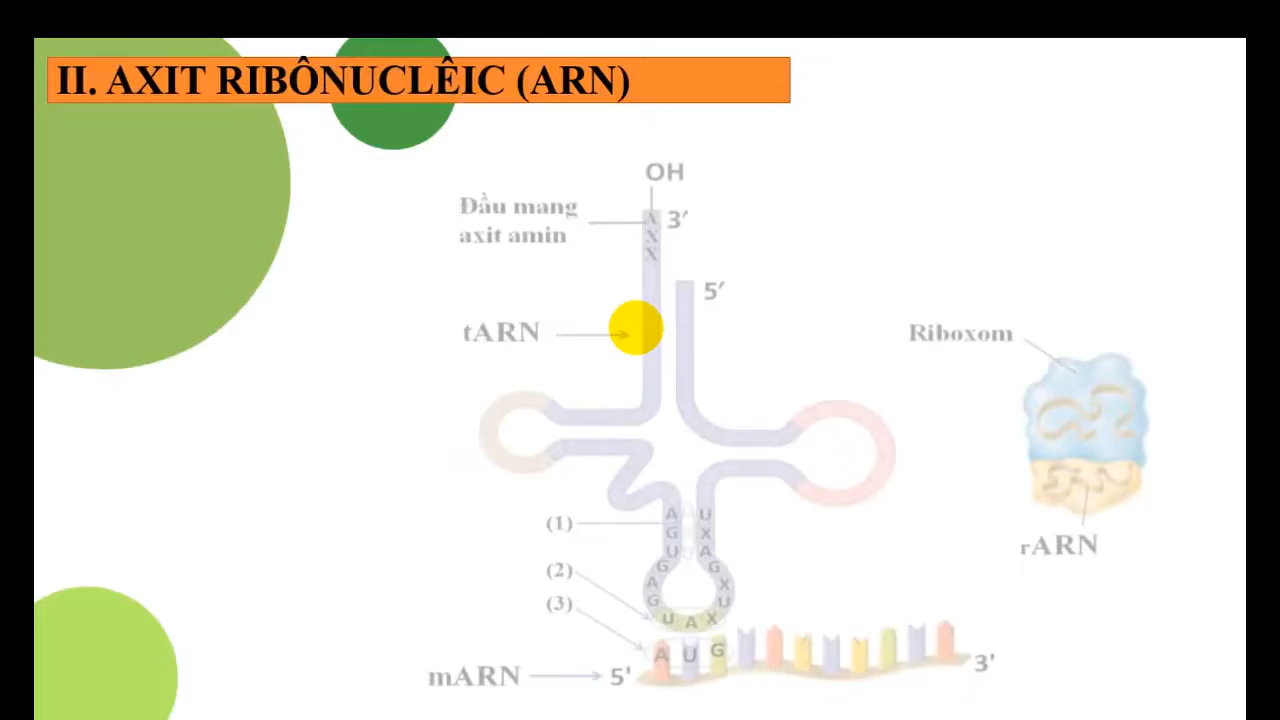 II. AXIT RIBÔNUCLÊIC (ARN)
OH
Đầu mang
axit amin
3′
A
X
X
5′
tARN
Riboxom
rARN
(1)
A U
G X
U A
G G
(2)
A X
G U
(3)
U A X
A U G
mARN
5'
3'